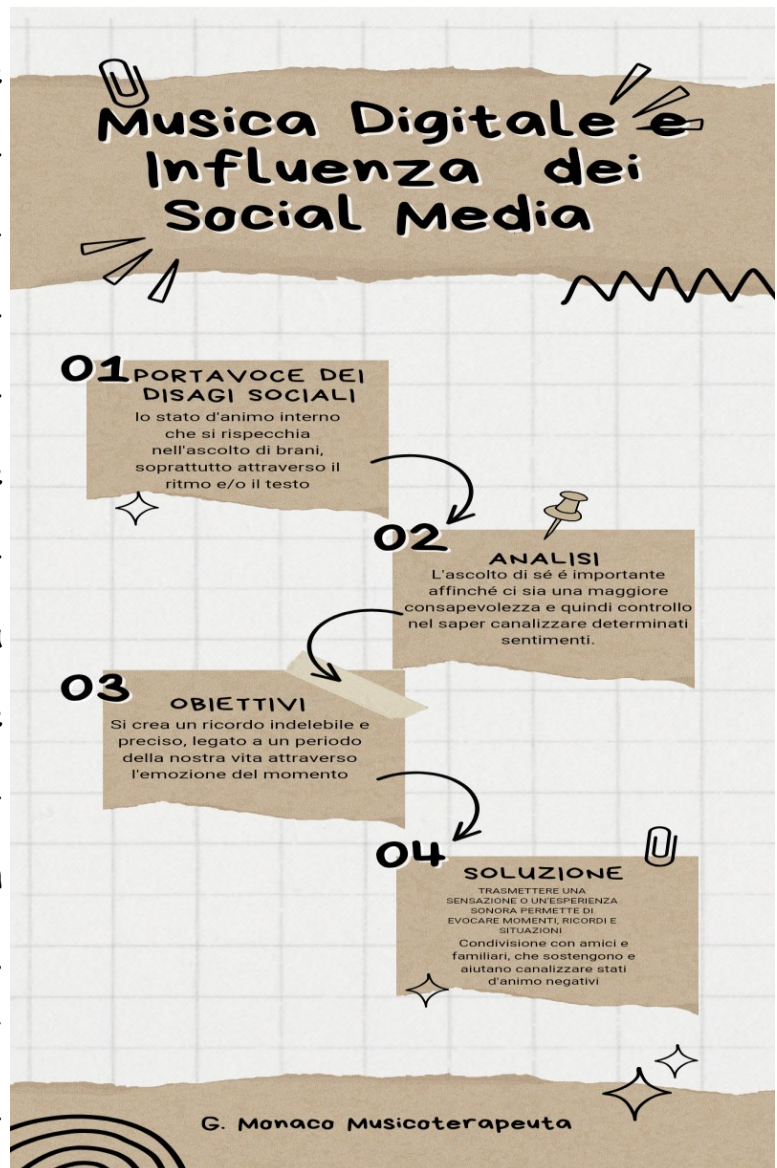 Musica Digitale e
Influenza dei
Social Media
01
PORTAVOCE DEI
DISAGI SOCIALI
lo stato d'animo interno
che si rispecchia
nell'ascolto di brani,
soprattutto attraverso il
ritmo e/o il testo
02
ANALISI
L'ascolto di sé é importante
affinché ci sia una maggiore
consapevolezza e quindi controllo
nel saper canalizzare determinati
sentimenti.
03
OBIETTIVI
Si crea un ricordo indelebile e
preciso, legato a un periodo
della nostra vita attraverso
l'emozione del momento
04
SOLUZIONE
TRASMETTERE UNA
SENSAZIONE O UN'ESPERIENZA
SONORA PERMETTE DI
EVOCARE MOMENTI, RICORDI E
SITUAZIONI
Condivisione con amici e
familiari, che sostengono e
aiutano canalizzare stati
d'animo negativi
G. Monaco Musicoterapeuta